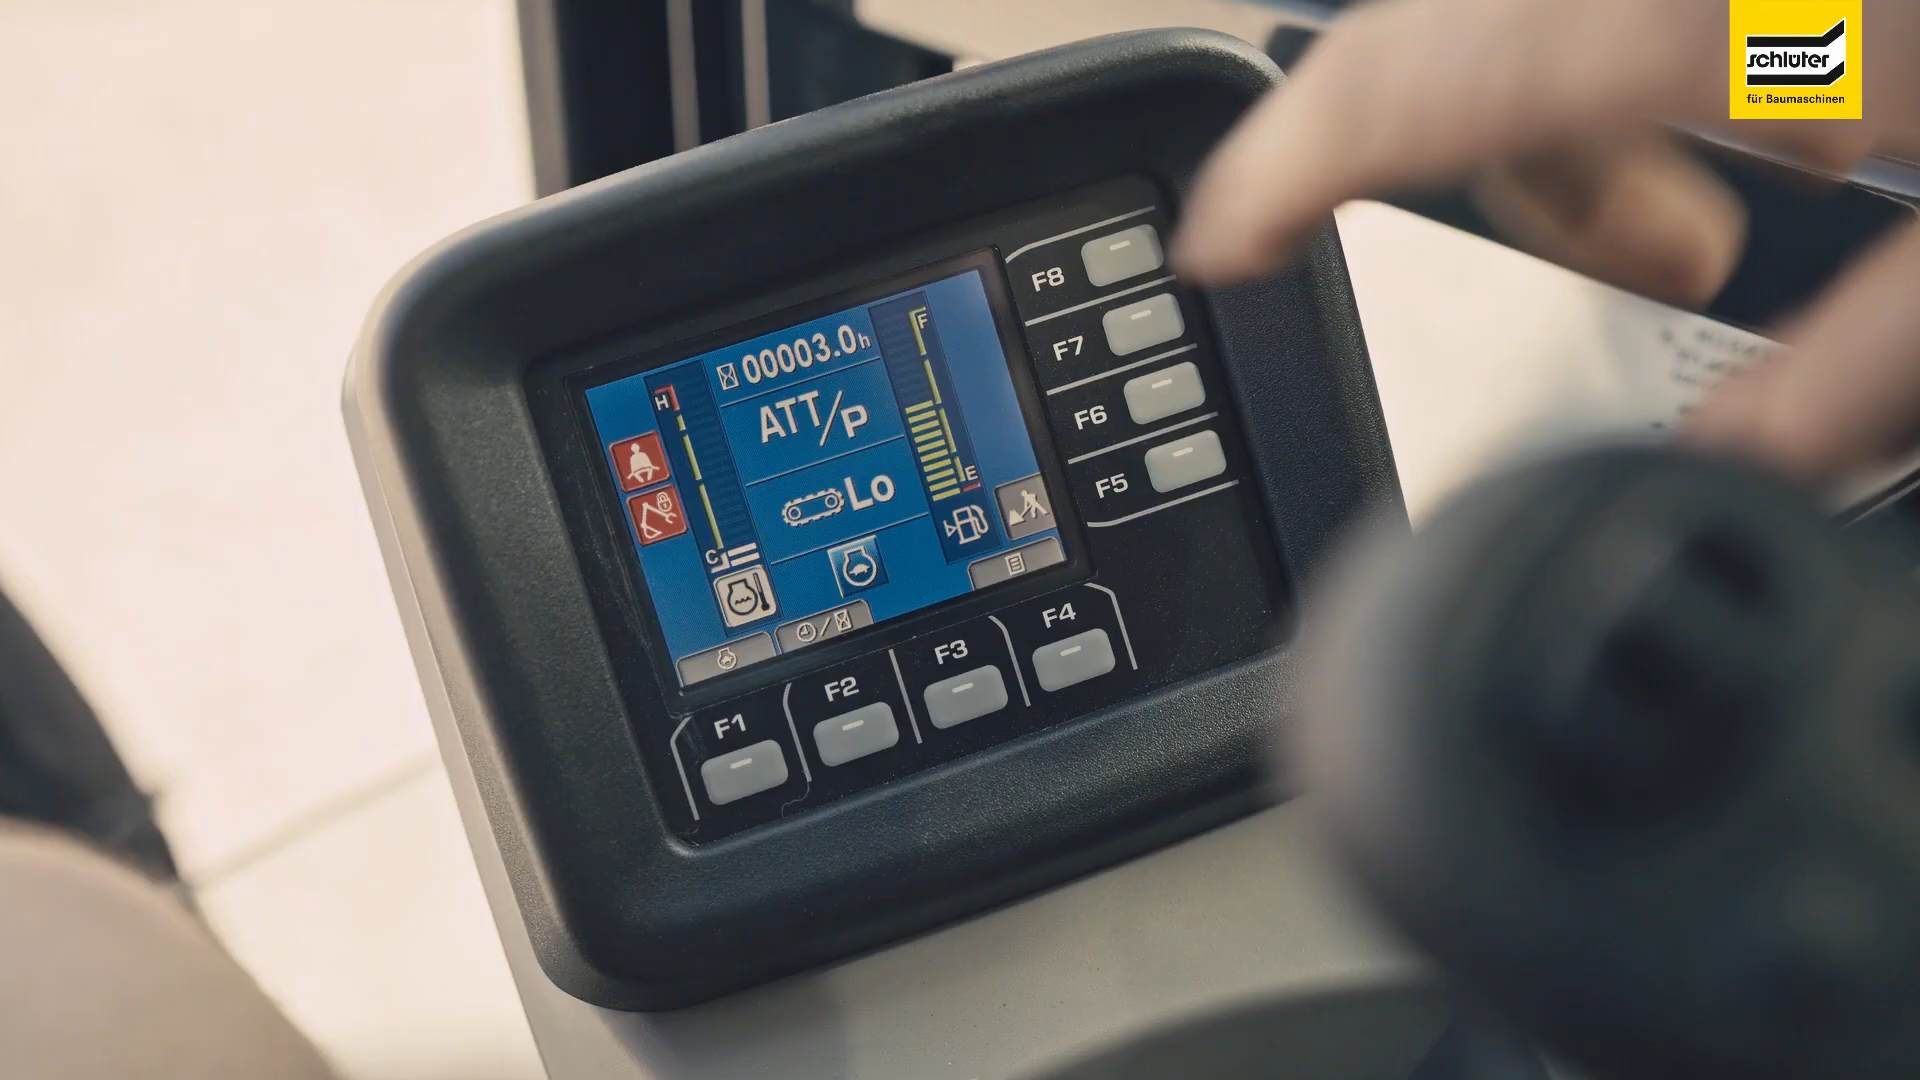 schlüter
für Baumaschinen
00003.0h
F
H
ATT/P
Lo
E
C
F8
F7
F6
F5
F4
F3
F2
F1